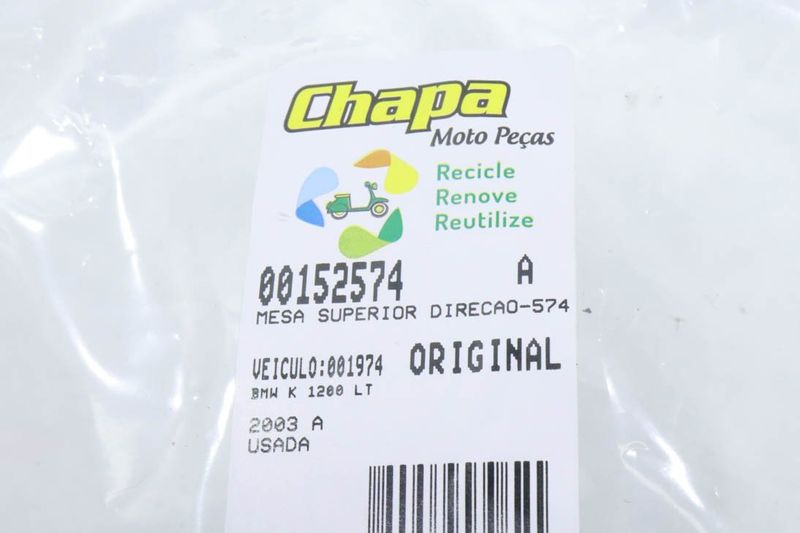 Chapa
Moto Peças
Recicle
Renove
Reutilize
00152574 A
MESA SUPERIOR DIRECAO-574
VEICULO:001974 ORIGINAL
BMW K 1200 LT
2003 A
USADA